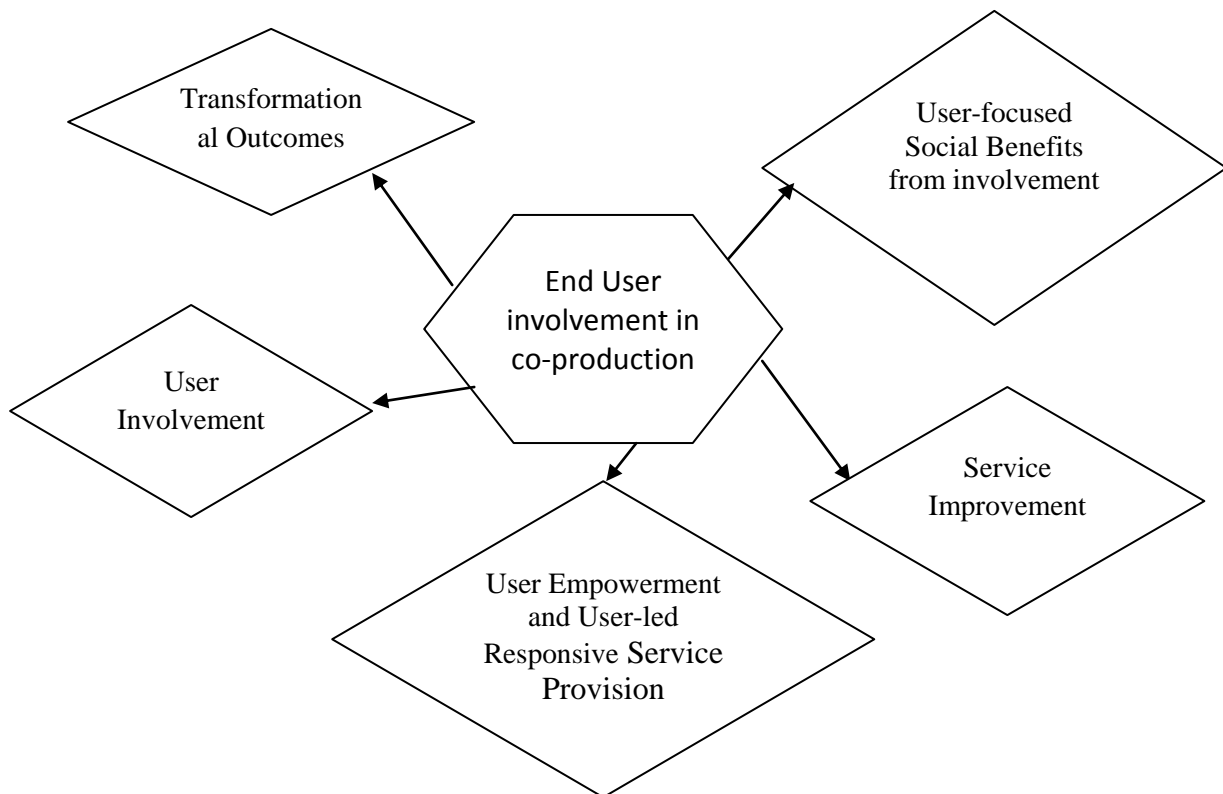 Transformation
al Outcomes
User-focused
Social Benefits
from involvement
End User
involvement in
co-production
User
Involvement
Service
Improvement
User Empowerment
and User-led
Responsive Service
Provision